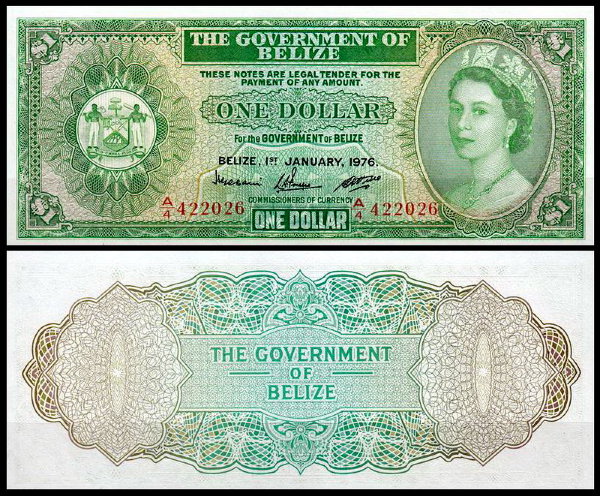 $1 $1
THE GOVERNMENT OF
BELIZE
THESE NOTES ARE LEGAL TENDER FOR THE
PAYMENT OF ANY AMOUNT.
ONE DOLLAR
For the GOVERNMENT OF BELIZE
BELIZE, 1ST JANUARY, 1976.
A/4 422026 A/4 422026
COMMISSIONERS OF CURRENCY
$1 ONE DOLLAR $1
THE GOVERNMENT
OF
BELIZE